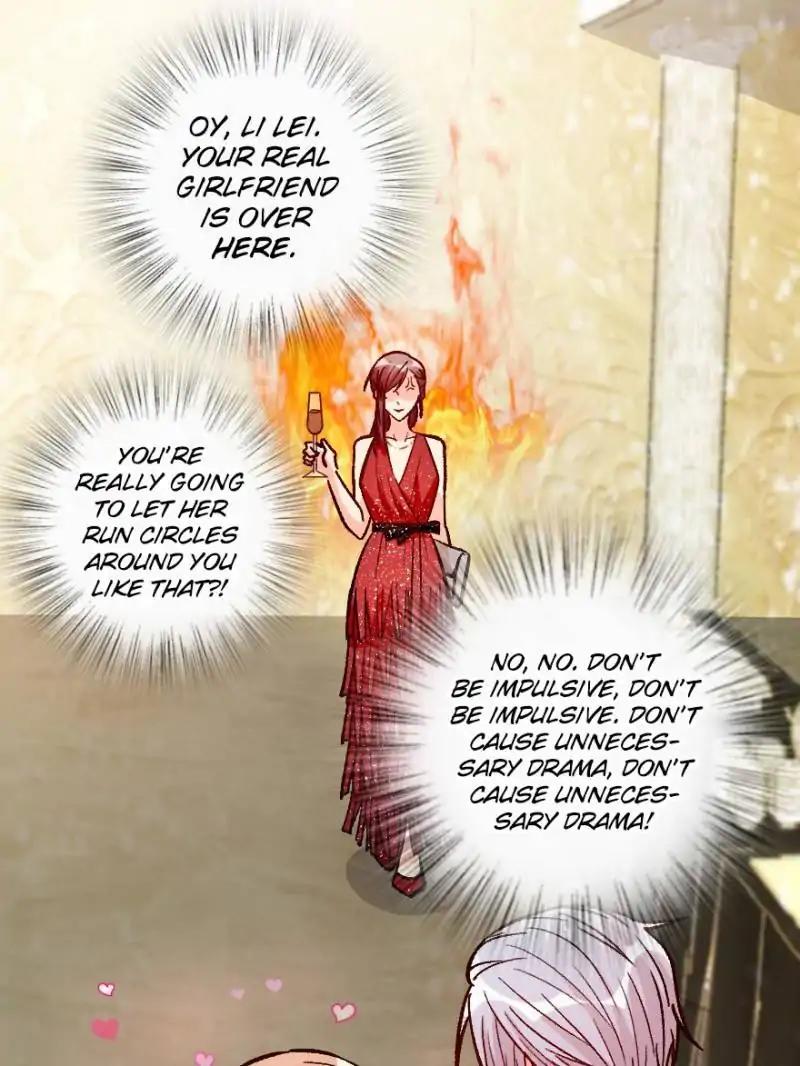 OY, LI LEI.
YOUR REAL
GIRLFRIEND
IS OVER
HERE.
YOU'RE
REALLY GOING
TO LET HER
RUN CIRCLES
AROUND YOU
LIKE THAT?!
NO, NO. DON'T
BE IMPULSIVE, DON'T
BE IMPULSIVE. DON'T
CAUSE UNNECES-
SARY DRAMA, DON'T
CAUSE UNNECES-
SARY DRAMA!